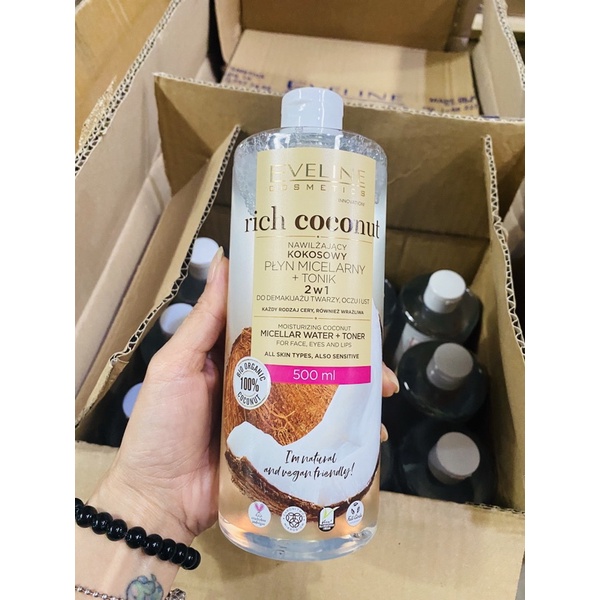 EVELINE
EVELINE
COSMETICS
INNOVATIONS
rich coconut
NAWILŻAJĄCY
KOKOSOWY
PŁYN MICELARNY
+ TONIK
2 w 1
DO DEMAKIJAŻU TWARZY, OCZU I UST
KAŻDY RODZAJ CERY, RÓWNIEŻ WRAŻLIWA
MOISTURIZING COCONUT
MICELLAR WATER + TONER
FOR FACE, EYES AND LIPS
ALL SKIN TYPES, ALSO SENSITIVE
500 ml
BIO ORGANIC
100%
COCONUT
I'm natural
and vegan friendly!